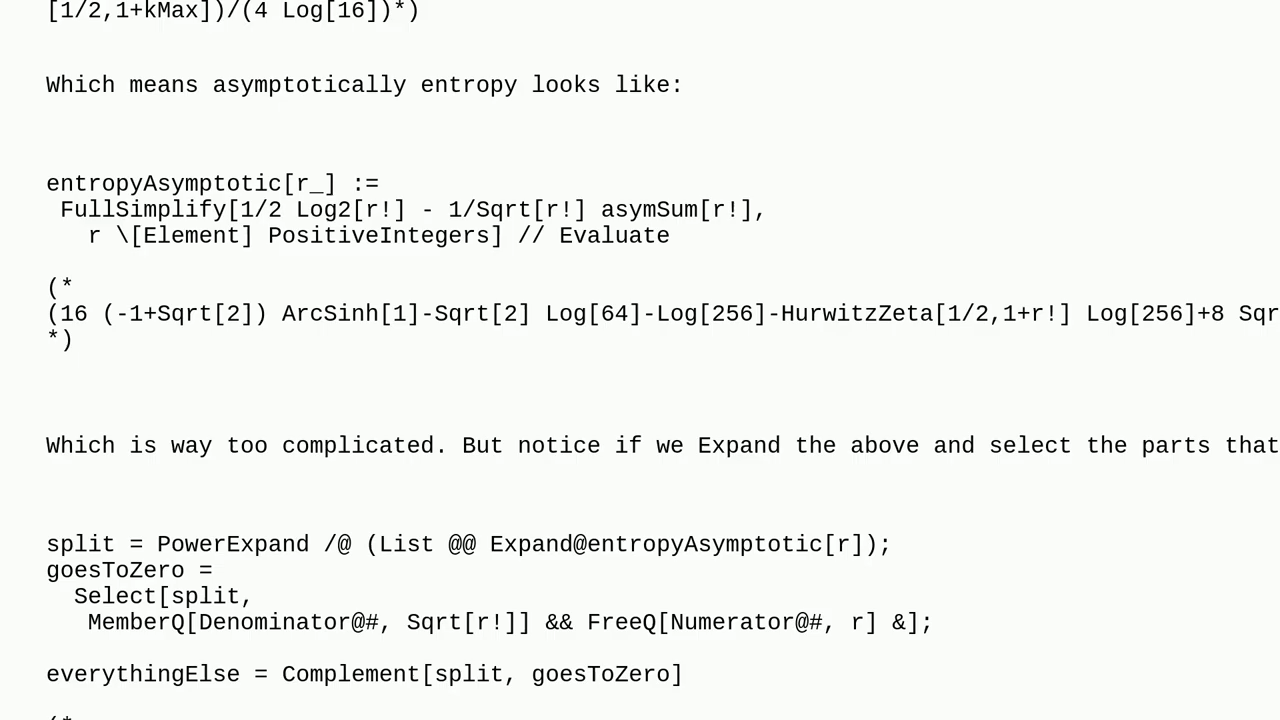 [1/2,1+kMax])/(4 Log[16])*)
Which means asymptotically entropy looks like:
entropyAsymptotic[r_] :=
FullSimplify[1/2 Log2[r!] - 1/Sqrt[r!] asymSum[r!],
r \[Element] PositiveIntegers] // Evaluate
(*
(16 (-1+Sqrt[2]) ArcSinh[1]-Sqrt[2] Log[64]-Log[256]-HurwitzZeta[1/2,1+r!] Log[256]+8 Sqr
*)
Which is way too complicated. But notice if we Expand the above and select the parts that
split = PowerExpand /@ (List @@ Expand@entropyAsymptotic[r]);
goesToZero =
Select[split,
MemberQ[Denominator@#, Sqrt[r!]] && FreeQ[Numerator@#, r] &];
everythingElse = Complement[split, goesToZero]
(*